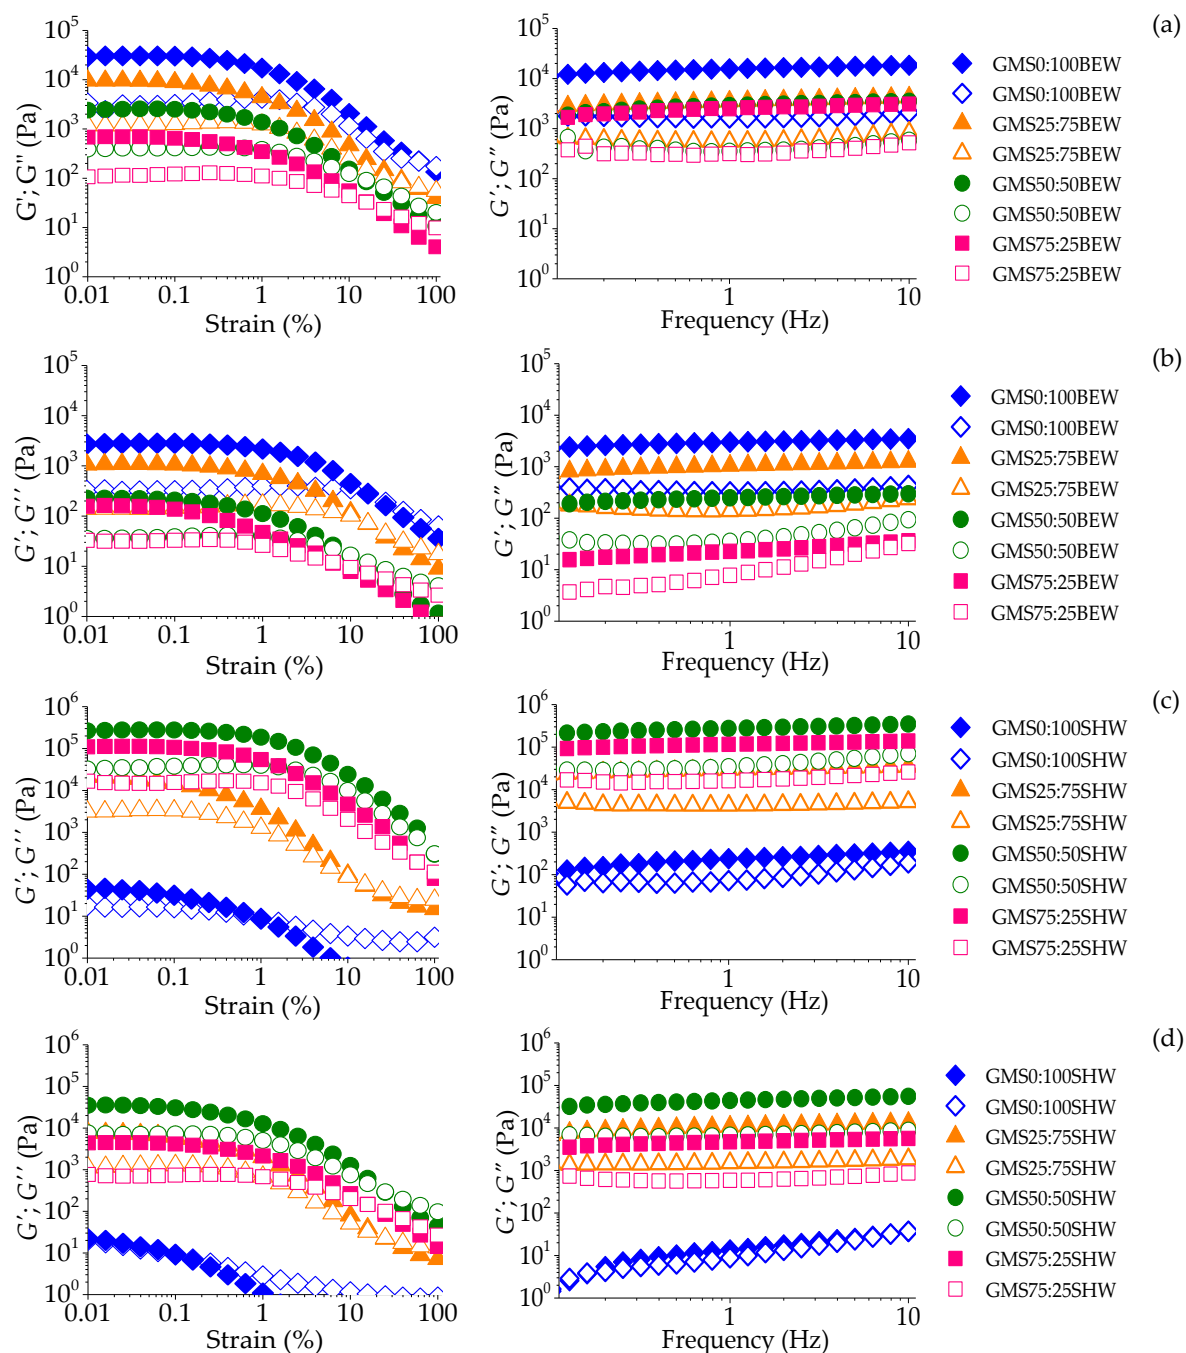 (a)
G'; G" (Pa)
10⁵
10⁴
10³
10²
10¹
10⁰
0.01
0.1
1
10
100
Strain (%)
G′; G″ (Pa)
10⁵
10⁴
10³
10²
10¹
10⁰
1
10
Frequency (Hz)
GMS0:100BEW
GMS0:100BEW
GMS25:75BEW
GMS25:75BEW
GMS50:50BEW
GMS50:50BEW
GMS75:25BEW
GMS75:25BEW
(b)
G′; G′′ (Pa)
10⁵
10⁴
10³
10²
10¹
10⁰
0.01
0.1
1
10
100
Strain (%)
G′; G″ (Pa)
10⁵
10⁴
10³
10²
10¹
10⁰
1
10
Frequency (Hz)
GMS0:100BEW
GMS0:100BEW
GMS25:75BEW
GMS25:75BEW
GMS50:50BEW
GMS50:50BEW
GMS75:25BEW
GMS75:25BEW
(c)
G′; G′′ (Pa)
10⁶
10⁵
10⁴
10³
10²
10¹
10⁰
0.01
0.1
1
10
100
Strain (%)
G′; G″ (Pa)
10⁶
10⁵
10⁴
10³
10²
10¹
10⁰
1
10
Frequency (Hz)
GMS0:100SHW
GMS0:100SHW
GMS25:75SHW
GMS25:75SHW
GMS50:50SHW
GMS50:50SHW
GMS75:25SHW
GMS75:25SHW
(d)
G′; G′′ (Pa)
10⁶
10⁵
10⁴
10³
10²
10¹
10⁰
0.01
0.1
1
10
100
Strain (%)
G′; G″ (Pa)
10⁶
10⁵
10⁴
10³
10²
10¹
10⁰
1
10
Frequency (Hz)
GMS0:100SHW
GMS0:100SHW
GMS25:75SHW
GMS25:75SHW
GMS50:50SHW
GMS50:50SHW
GMS75:25SHW
GMS75:25SHW